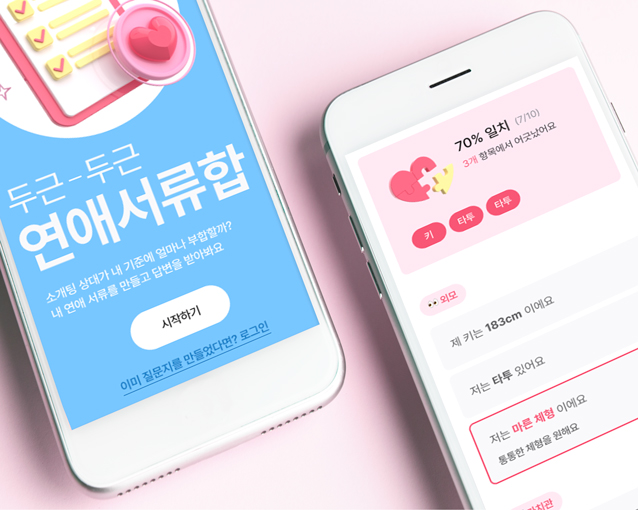 두근-두근
연애서류합
소개팅 상대가 내 기준에 얼마나 부합할까?
내 연애 서류를 만들고 답변을 받아봐요
시작하기
이미 질문지를 만들었다면? 로그인
70% 일치 (7/10)
3개 항목에서 어긋났어요
키 타투 타투
외모
제 키는 183cm 이에요
저는 타투 있어요
저는 마른 체형 이에요
통통한 체형을 원해요